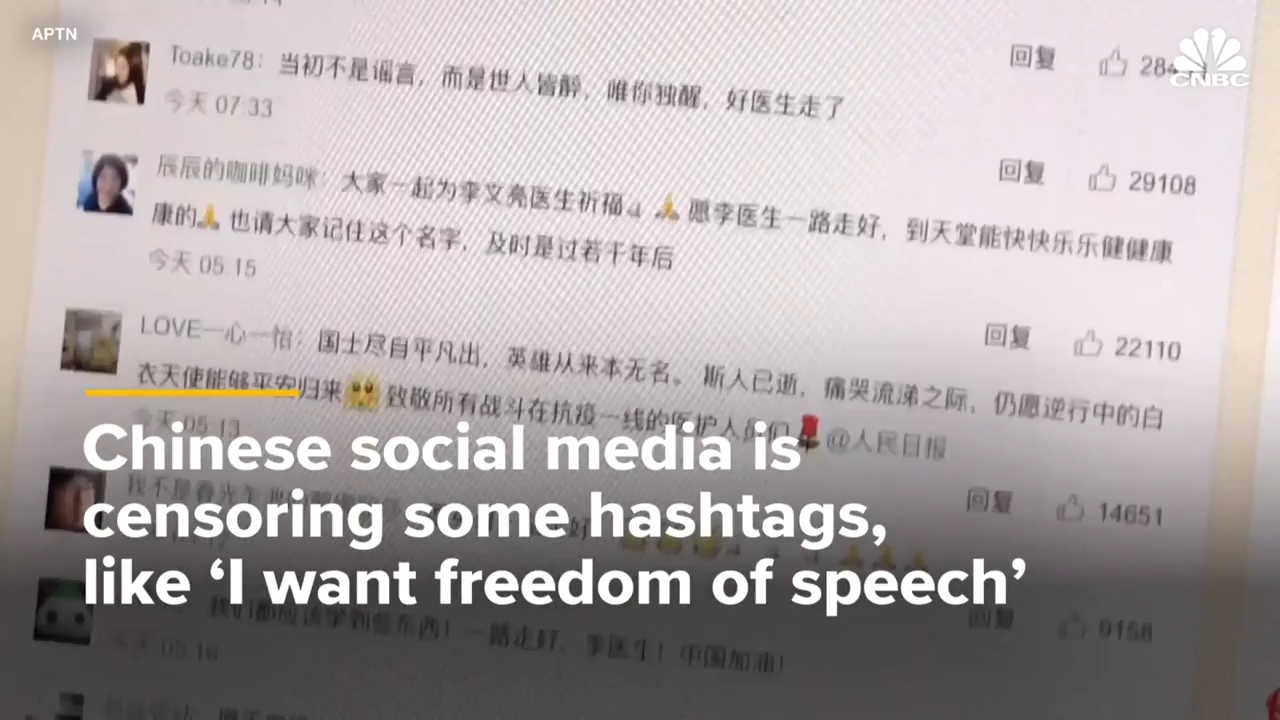 APTN
CNBC
Toake78：当初不是谣言，而是世人皆醉，唯你独醒，好医生走了
今天 07:33
回复
辰辰的咖啡妈咪：大家一起为李文亮医生祈福。🙏愿李医生一路走好，到天堂能快快乐乐健健康
康的🙏也请大家记住这个名字，及时是过若干年后
今天 05:15
回复 29108
LOVE一心一怡：国士尽自平凡出，英雄从来本无名。斯人已逝，痛哭流涕之际，仍愿逆行中的白
衣天使能够平安归来🥺致敬所有战斗在抗疫一线的医护人员们🌹@人民日报
今天 05:13
回复 22110
回复 14651
Chinese social media is
censoring some hashtags,
like ‘I want freedom of speech’
一路走好，李医生！中国加油！
今天 05:16
回复 9158